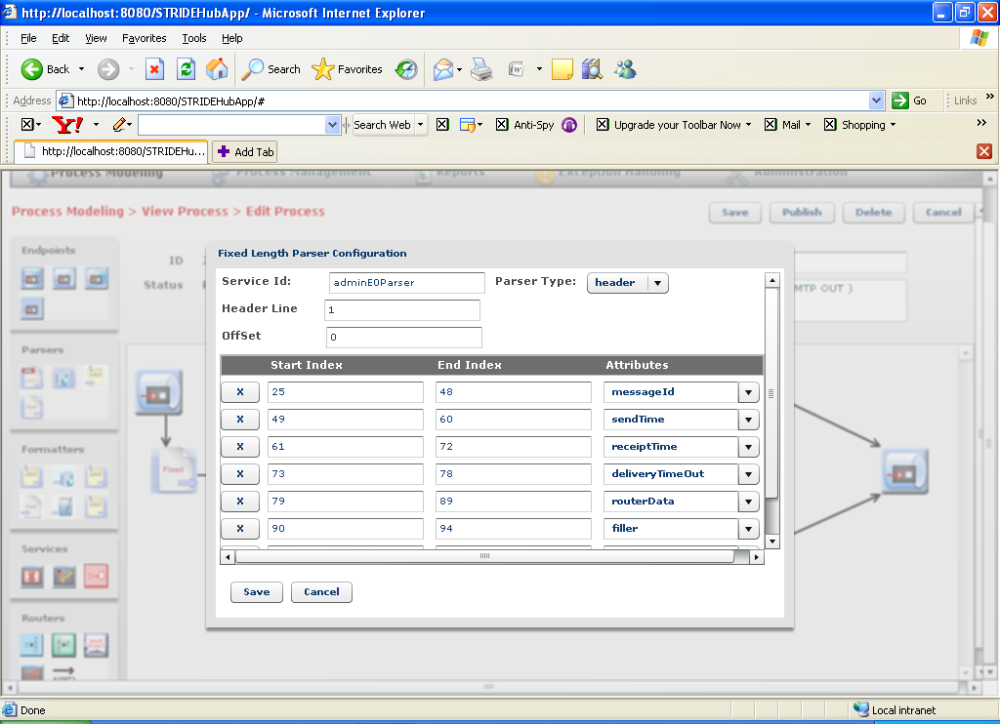 http://localhost:8080/STRIDEHubApp/ - Microsoft Internet Explorer
File Edit View Favorites Tools Help
Back Search Favorites
Address http://localhost:8080/STRIDEHubApp/# Go Links »
Y! Search Web Anti-Spy Upgrade your Toolbar Now Mail Shopping »
http://localhost:8080/STRIDEHu... Add Tab
Process Modeling Process Management Reports Exception Handling Administration
Process Modeling > View Process > Edit Process Save Publish Delete Cancel
Endpoints
ID
Status
MTP OUT )
Fixed Length Parser Configuration
Service Id: adminE0Parser Parser Type: header
Header Line 1
OffSet 0
Start Index End Index Attributes
X 25 48 messageId
X 49 60 sendTime
X 61 72 receiptTime
X 73 78 deliveryTimeOut
X 79 89 routerData
X 90 94 filler
Save Cancel
Parsers
Fixed
Formatters
Services
Routers
Done Local intranet